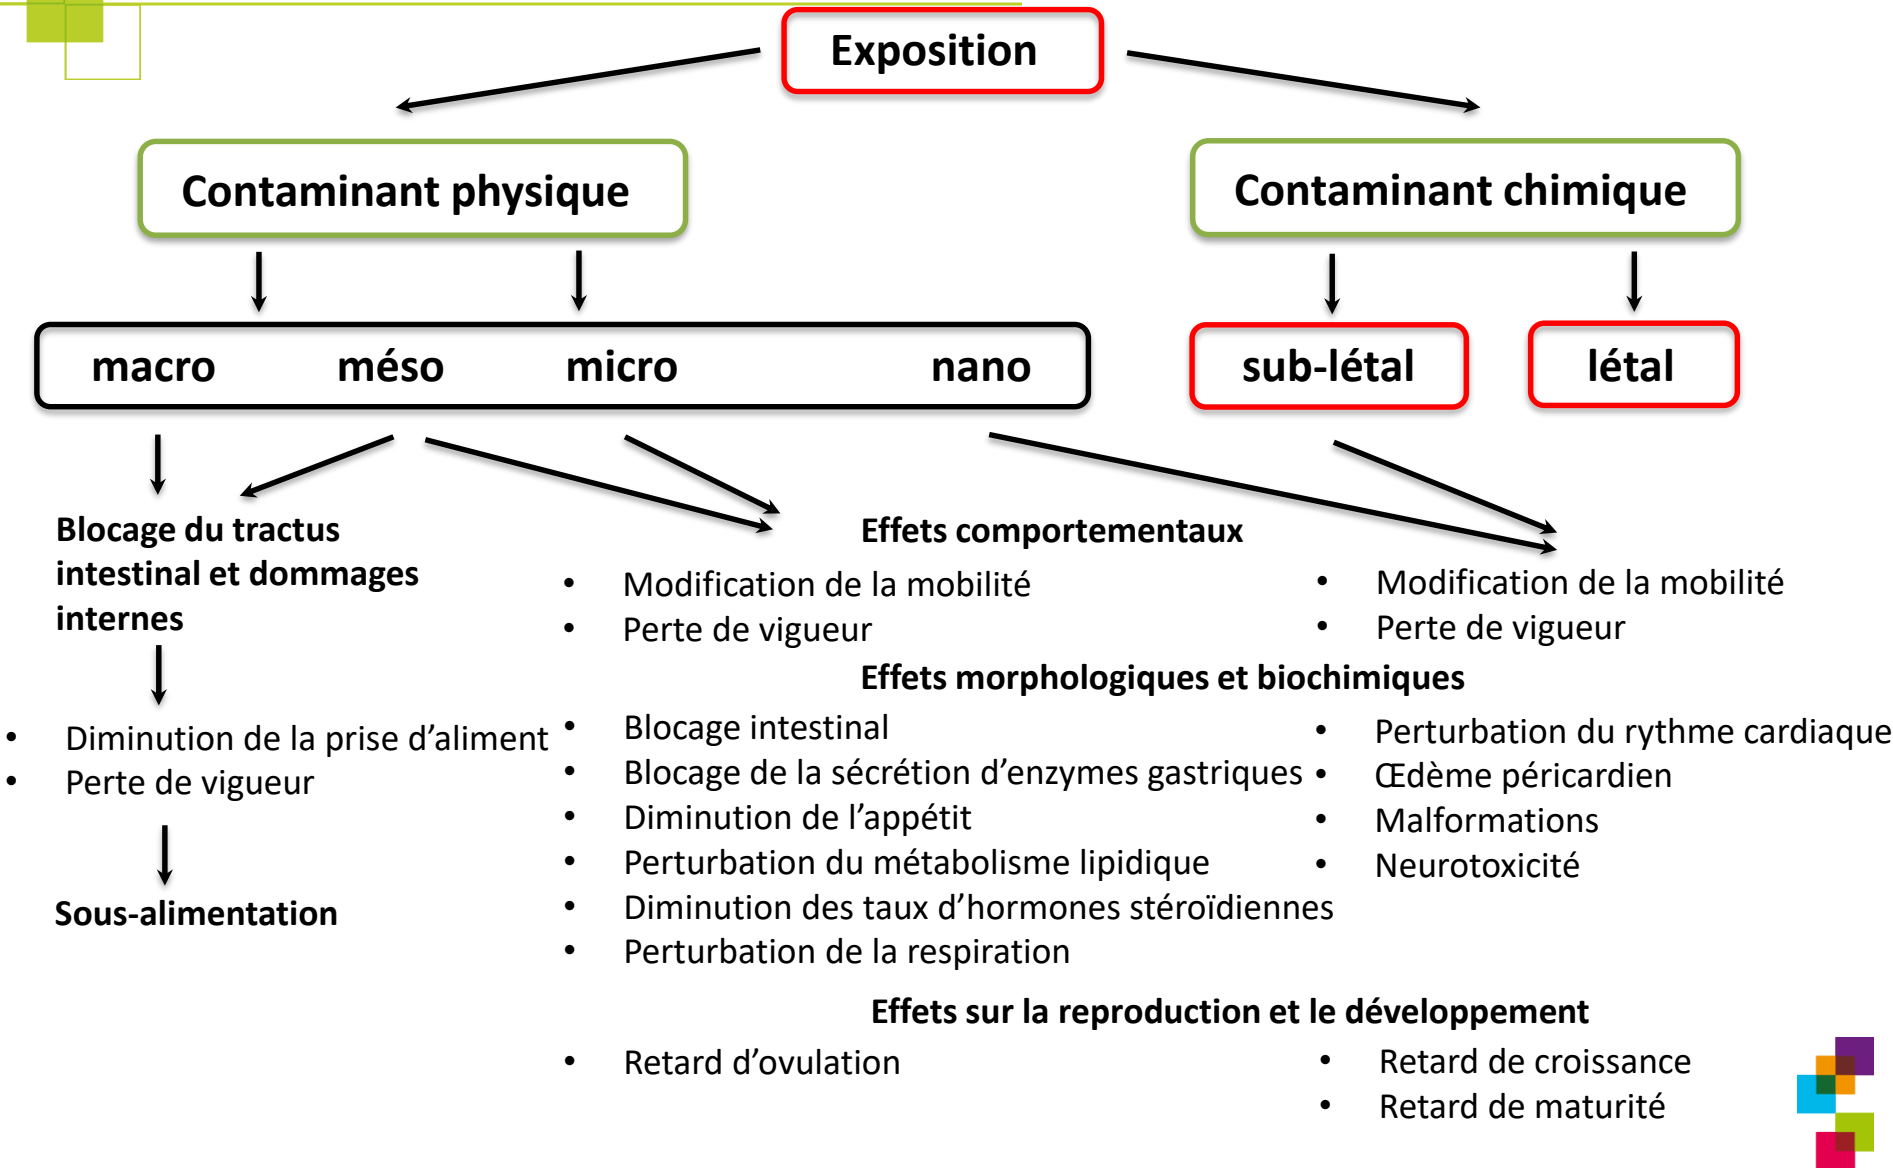 Exposition
Contaminant physique
Contaminant chimique
macro méso micro nano
sub-létal
létal
Blocage du tractus
intestinal et dommages
internes
• Diminution de la prise d’aliment
• Perte de vigueur
Sous-alimentation
Effets comportementaux
• Modification de la mobilité
• Perte de vigueur
• Modification de la mobilité
• Perte de vigueur
Effets morphologiques et biochimiques
• Blocage intestinal
• Blocage de la sécrétion d’enzymes gastriques
• Diminution de l’appétit
• Perturbation du métabolisme lipidique
• Diminution des taux d’hormones stéroïdiennes
• Perturbation de la respiration
• Perturbation du rythme cardiaque
• Œdème péricardien
• Malformations
• Neurotoxicité
Effets sur la reproduction et le développement
• Retard d’ovulation
• Retard de croissance
• Retard de maturité